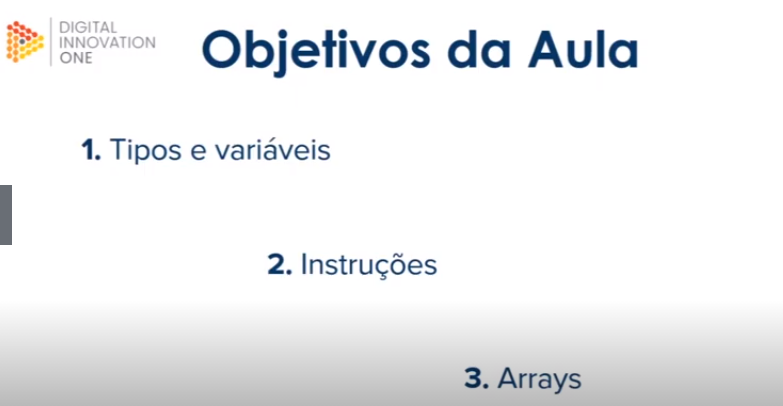 DIGITAL
INNOVATION
ONE
Objetivos da Aula
1. Tipos e variáveis
2. Instruções
3. Arrays